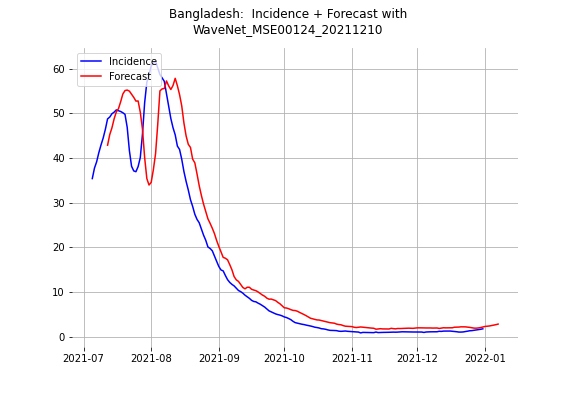 Bangladesh:  Incidence + Forecast with
WaveNet_MSE00124_20211210
Incidence
Forecast
60
50
40
30
20
10
0
2021-07 2021-08 2021-09 2021-10 2021-11 2021-12 2022-01